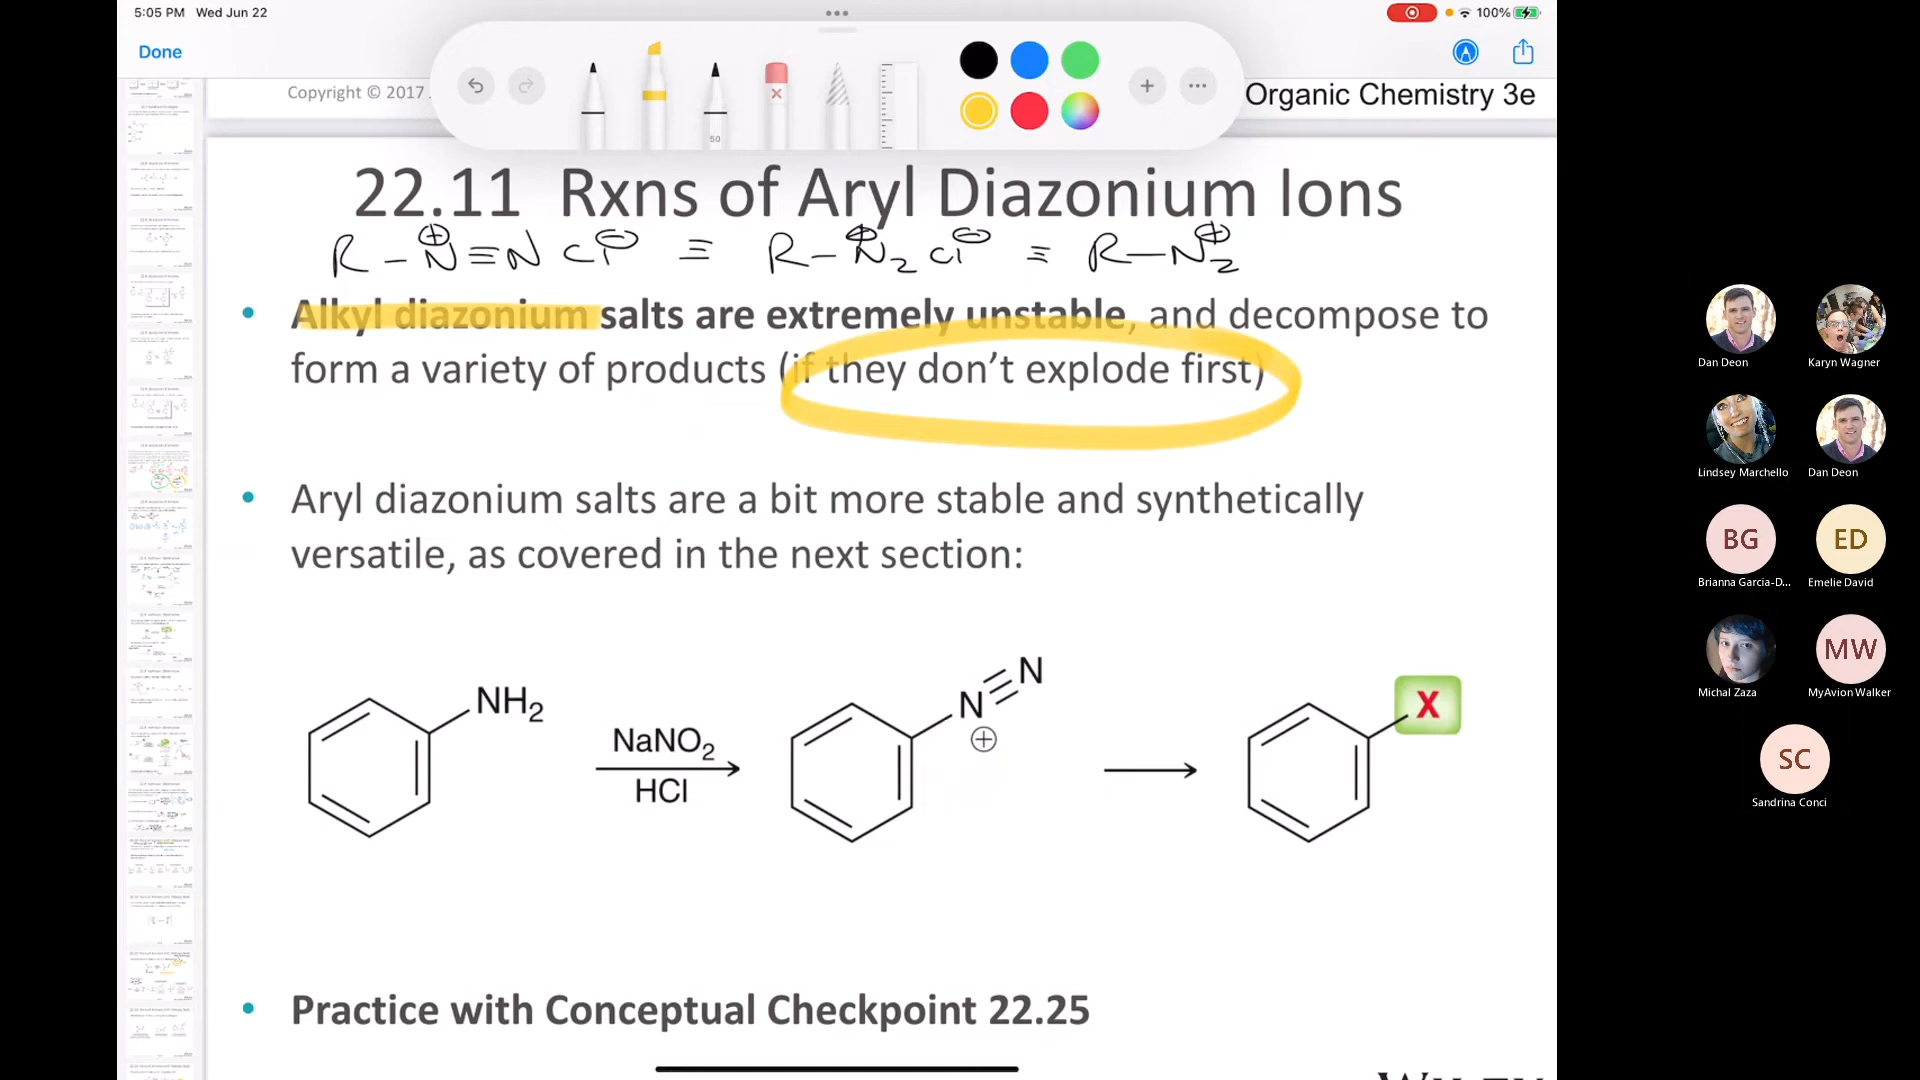 5:05 PM Wed Jun 22
100%
Done
50
Copyright © 2017
Organic Chemistry 3e
22.11 Rxns of Aryl Diazonium Ions
R-N⊕≡N Cl⊖ ≡ R-N⊕2Cl⊖ ≡ R-N⊕2
• Alkyl diazonium salts are extremely unstable, and decompose to
form a variety of products (if they don’t explode first)
• Aryl diazonium salts are a bit more stable and synthetically
versatile, as covered in the next section:
NH2
NaNO2
HCl
N≡N
⊕
X
• Practice with Conceptual Checkpoint 22.25
Dan Deon
Karyn Wagner
Lindsey Marchello
Dan Deon
BG
ED
Brianna Garcia-D...
Emelie David
MW
Michal Zaza
MyAvion Walker
SC
Sandrina Conci